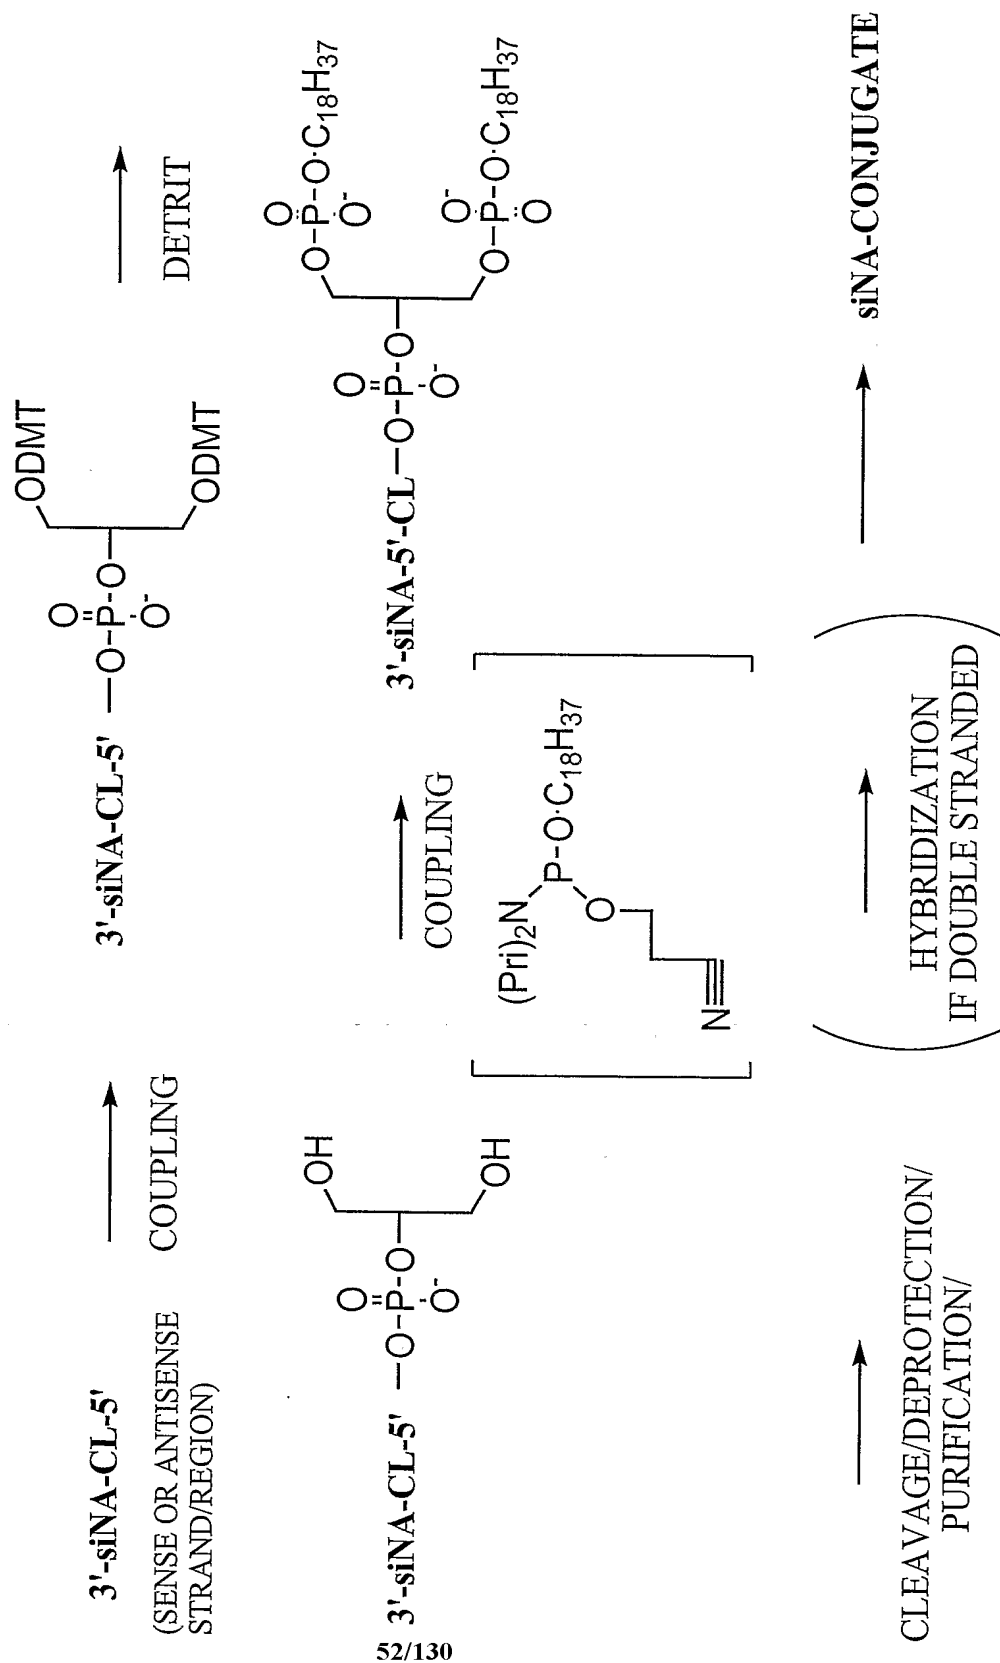 3'-siNA-CL-5'
(SENSE OR ANTISENSE
STRAND/REGION)
COUPLING
3'-siNA-CL-5'
O
O-P-O
O-
ODMT
ODMT
DETRIT
3'-siNA-CL-5'
O
O-P-O
O-
OH
OH
COUPLING
(Pri)2N
P-O·C18H37
O
N
3'-siNA-5'-CL
O
O-P-O
O-
O
O-P-O·C18H37
O-
O-
O-P-O·C18H37
O
CLEAVAGE/DEPROTECTION/
PURIFICATION/
HYBRIDIZATION
IF DOUBLE STRANDED
siNA-CONJUGATE
52/130